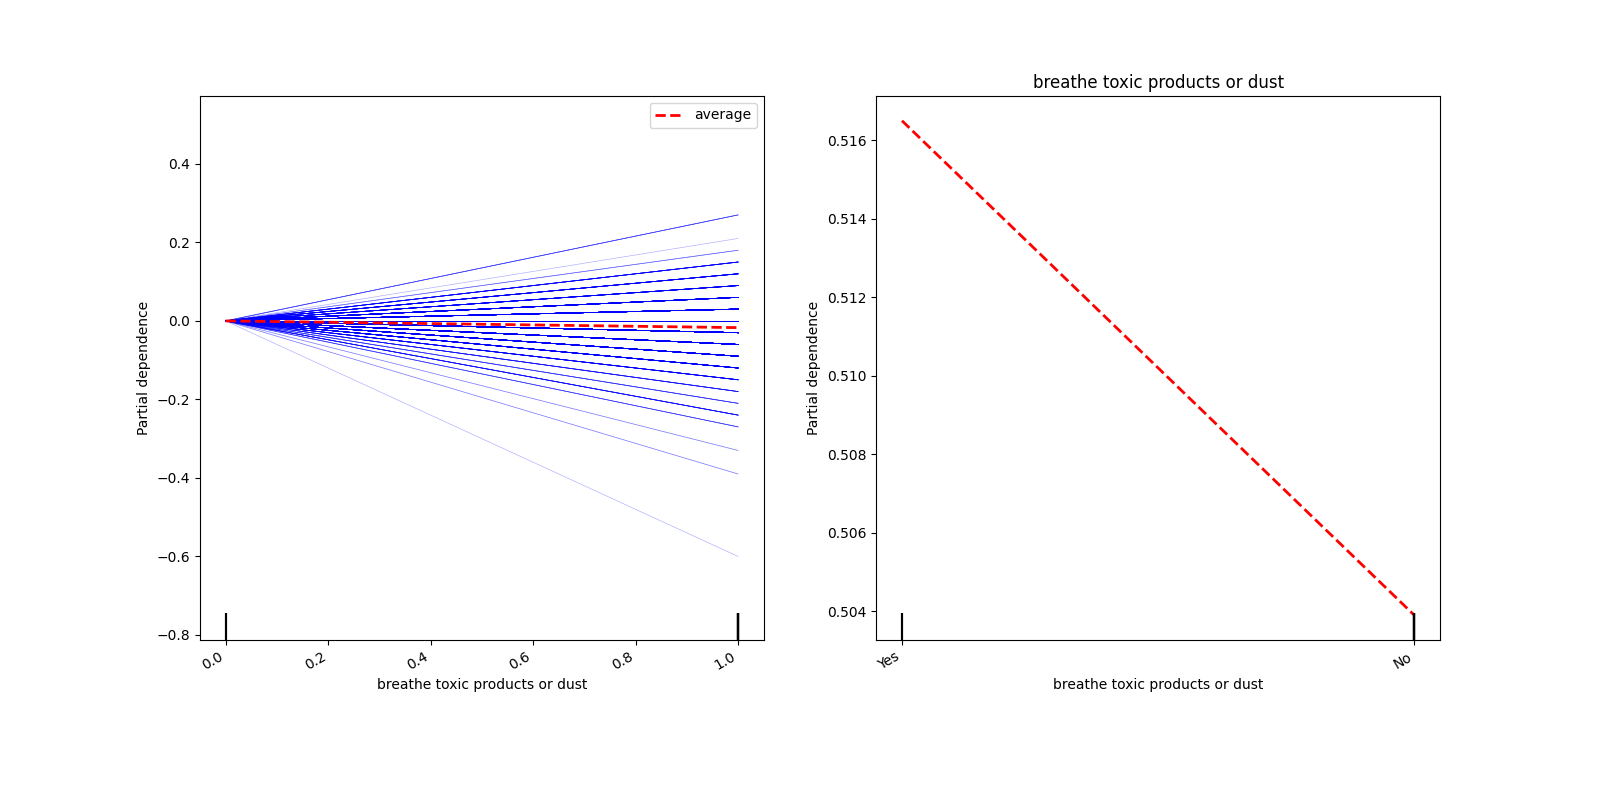 average
0.4
0.2
0.0
−0.2
−0.4
−0.6
−0.8
Partial dependence
0.0
0.2
0.4
0.6
0.8
1.0
breathe toxic products or dust
breathe toxic products or dust
0.516
0.514
0.512
0.510
0.508
0.506
0.504
Partial dependence
Yes
No
breathe toxic products or dust